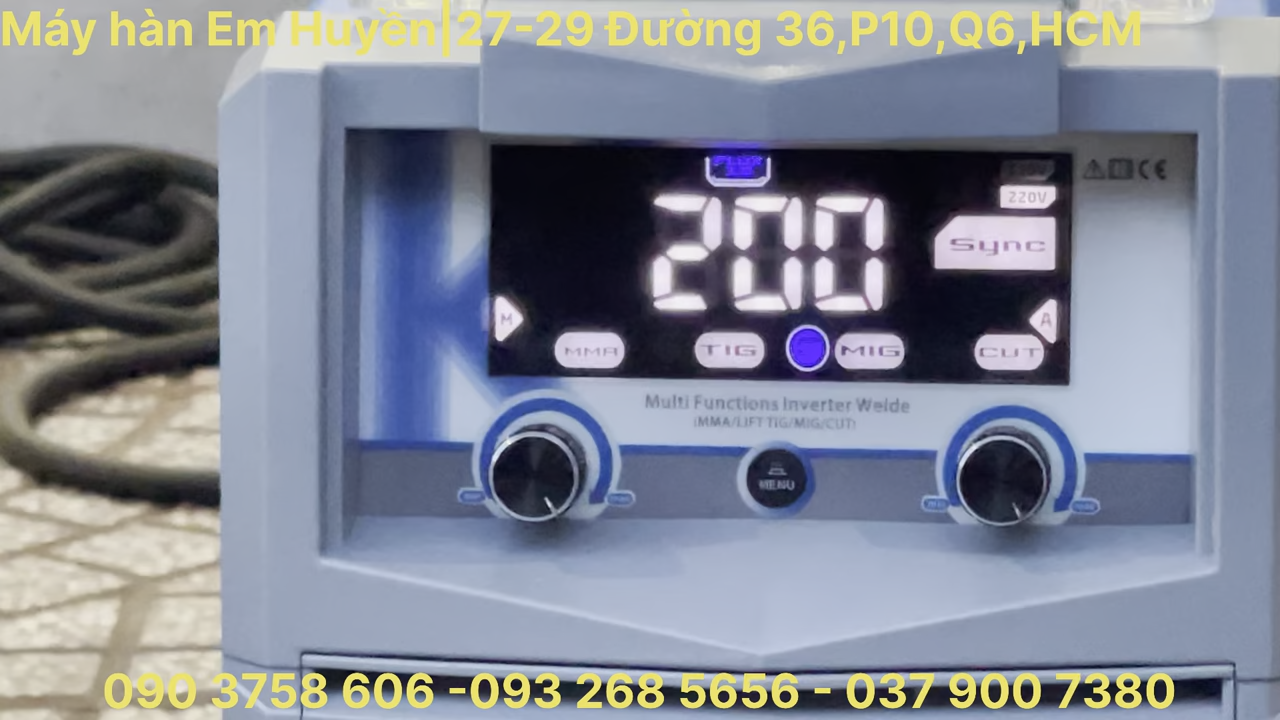 Máy hàn Em Huyền|27-29 Đường 36,P10,Q6,HCM
220V
200
Sync
M
A
MMA
TIG
MIG
CUT
Multi Functions Inverter Welde
(MMA/LIFT TIG/MIG/CUT)
MENU
090 3758 606 -093 268 5656 - 037 900 7380